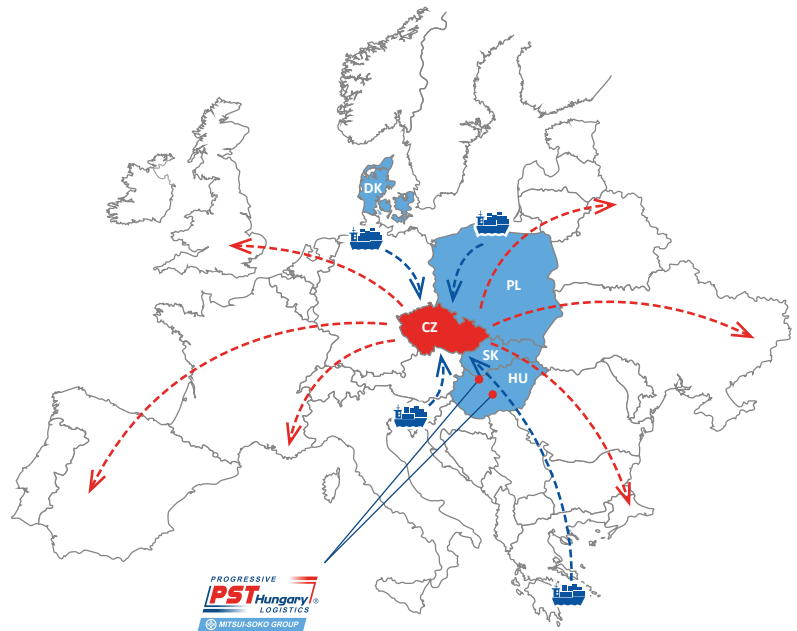 DK
PL
CZ
SK
HU
PROGRESSIVE
PST Hungary ®
LOGISTICS
MITSUI-SOKO GROUP